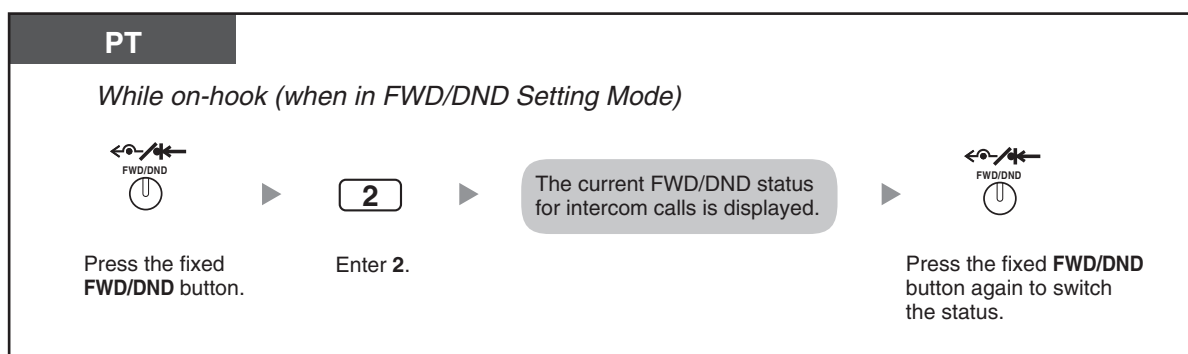 PT
While on-hook (when in FWD/DND Setting Mode)
FWD/DND
2
The current FWD/DND status
for intercom calls is displayed.
FWD/DND
Press the fixed
FWD/DND button.
Enter 2.
Press the fixed FWD/DND
button again to switch
the status.